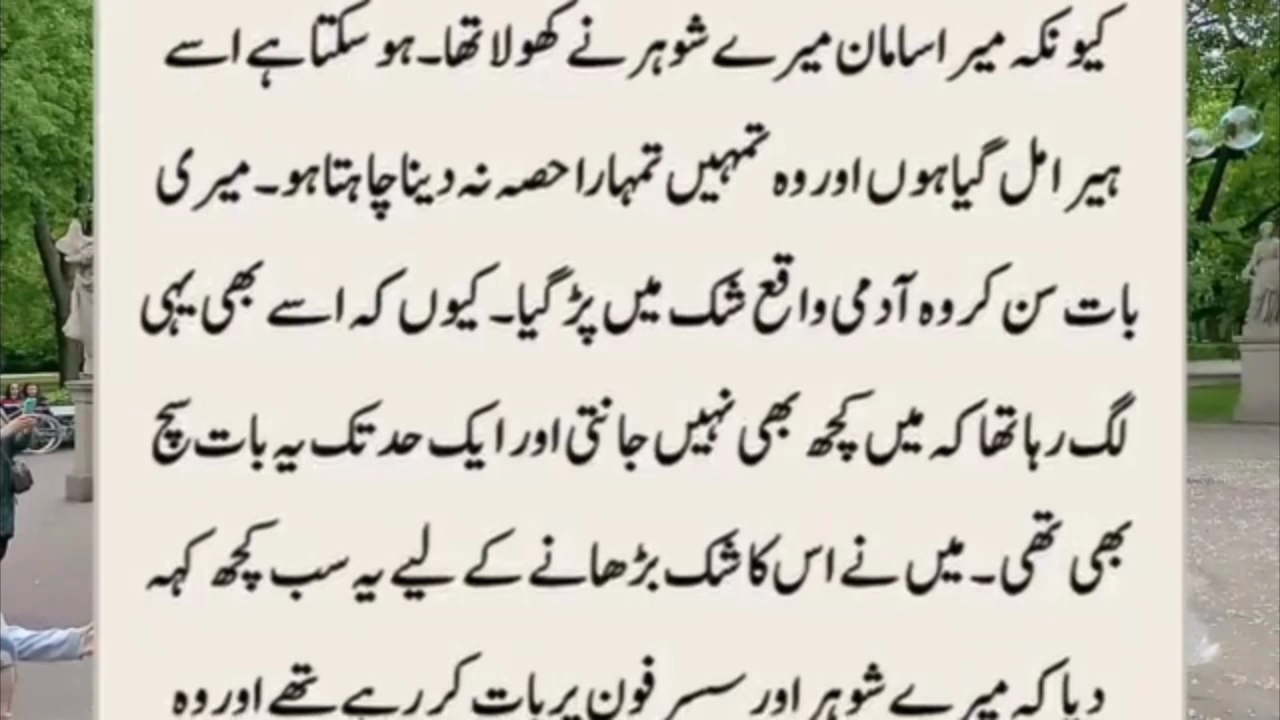 کیونکہ میرا سامان میرے شوہر نے کھولا تھا۔ ہو سکتا ہے اسے
ہیرا مل گیا ہوں اور وہ تمہیں تمہارا حصہ نہ دینا چاہتا ہو۔ میری
بات سن کر وہ آدمی واقع شک میں پڑ گیا۔ کیوں کہ اسے بھی یہی
لگ رہا تھا کہ میں کچھ بھی نہیں جانتی اور ایک حد تک یہ بات سچ
بھی تھی۔ میں نے اس کا شک بڑھانے کے لیے یہ سب کچھ کہہ
دیا کہ میرے شوہر اور سسر فون پر بات کر رہے تھے اور وہ